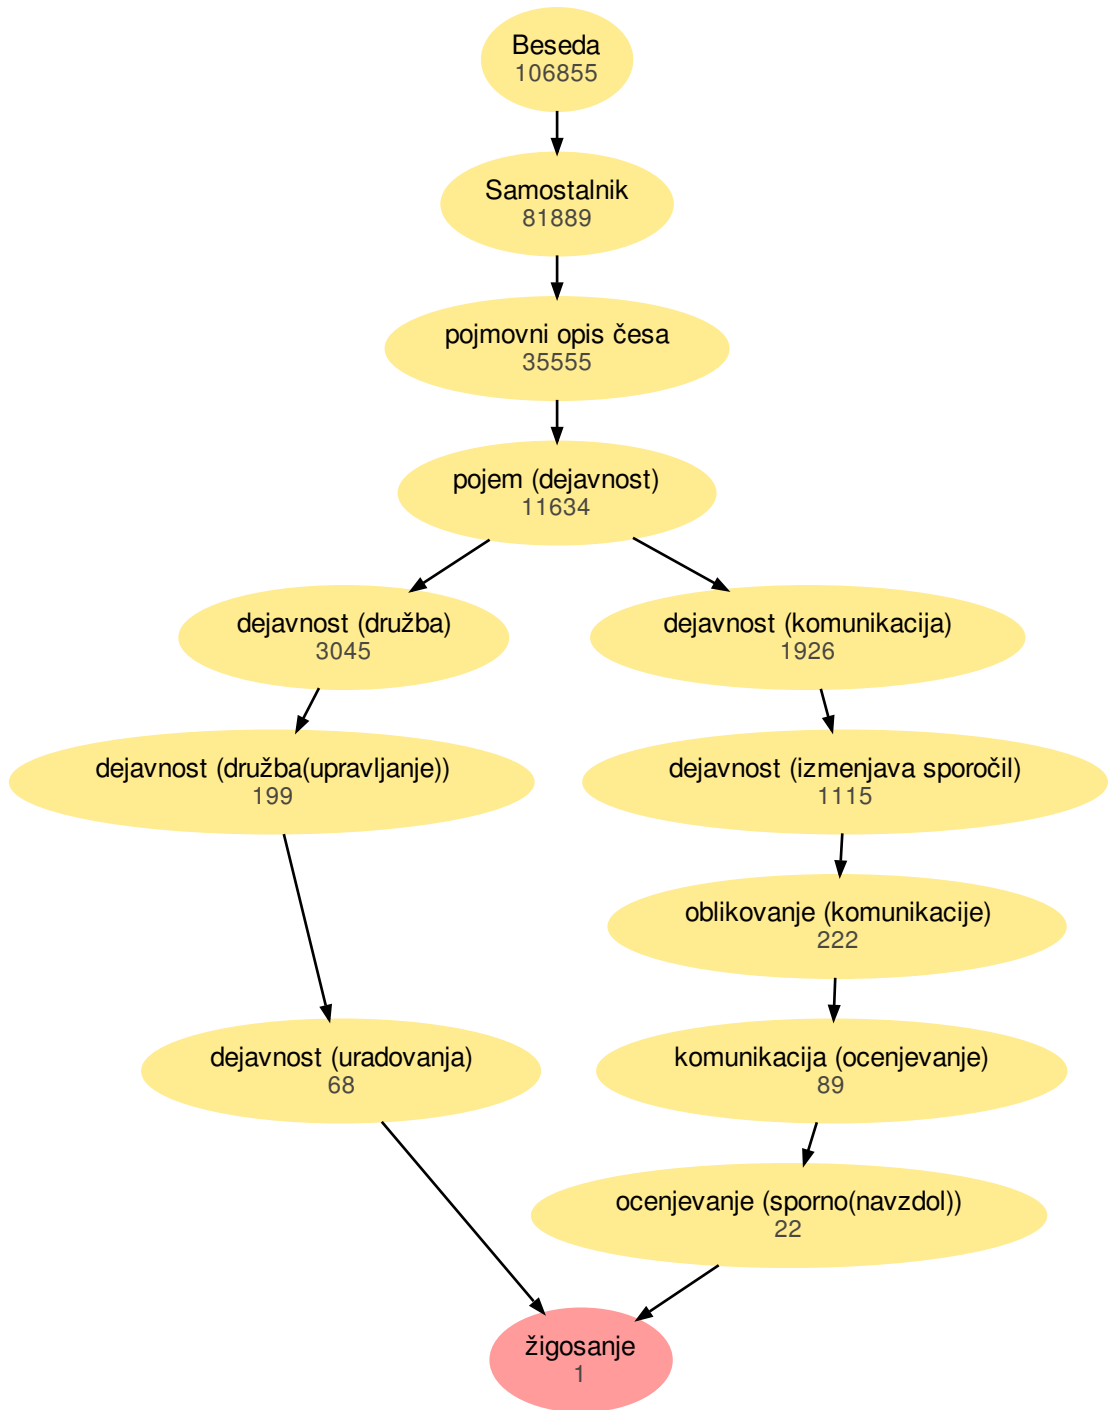 Beseda
106855
Samostalnik
81889
pojmovni opis česa
35555
pojem (dejavnost)
11634
dejavnost (družba)
3045
dejavnost (komunikacija)
1926
dejavnost (družba(upravljanje))
199
dejavnost (izmenjava sporočil)
1115
oblikovanje (komunikacije)
222
dejavnost (uradovanja)
68
komunikacija (ocenjevanje)
89
ocenjevanje (sporno(navzdol))
22
žigosanje
1